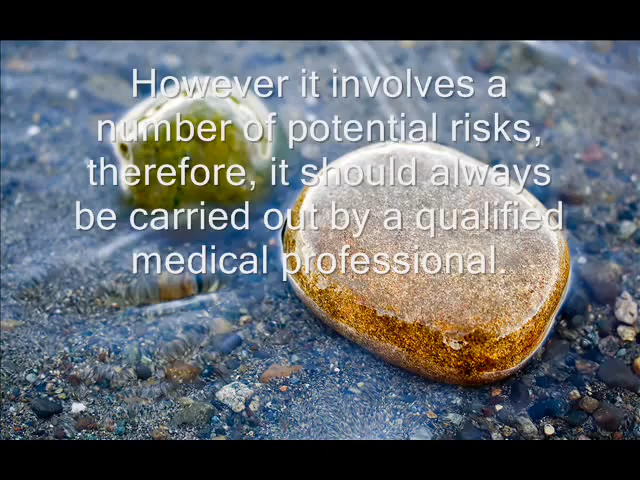 However it involves a
number of potential risks,
therefore, it should always
be carried out by a qualified
medical professional.